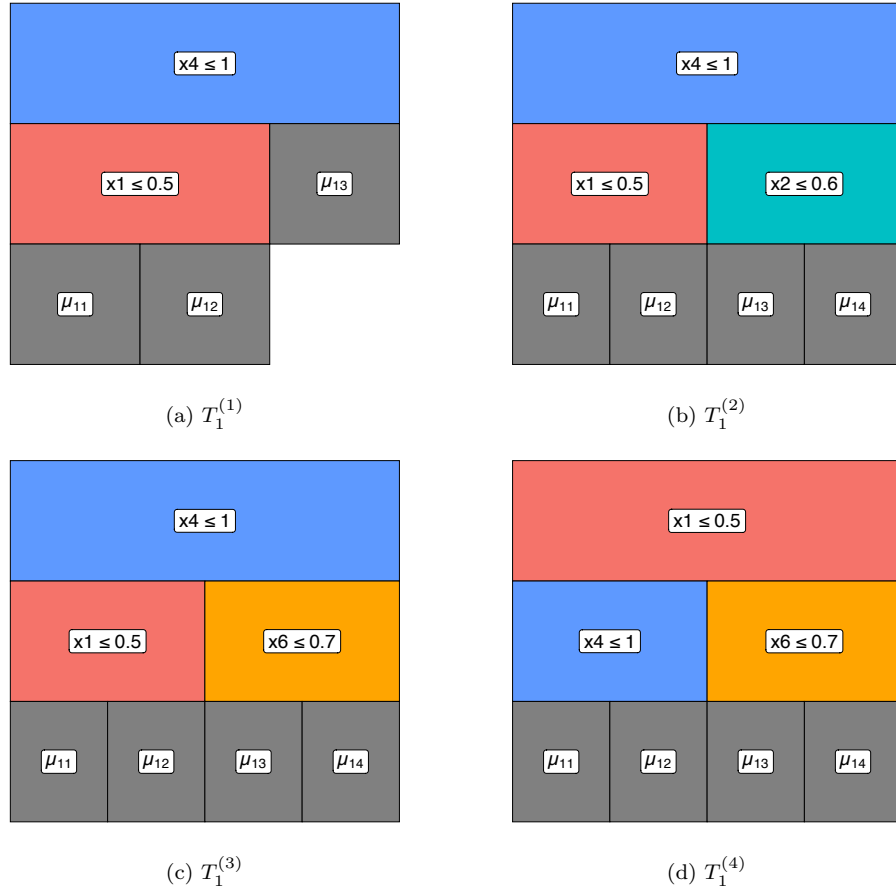 x4 ≤ 1
x1 ≤ 0.5
μ₁₃
μ₁₁
μ₁₂
(a) T₁⁽¹⁾
x4 ≤ 1
x1 ≤ 0.5
x2 ≤ 0.6
μ₁₁
μ₁₂
μ₁₃
μ₁₄
(b) T₁⁽²⁾
x4 ≤ 1
x1 ≤ 0.5
x6 ≤ 0.7
μ₁₁
μ₁₂
μ₁₃
μ₁₄
(c) T₁⁽³⁾
x1 ≤ 0.5
x4 ≤ 1
x6 ≤ 0.7
μ₁₁
μ₁₂
μ₁₃
μ₁₄
(d) T₁⁽⁴⁾